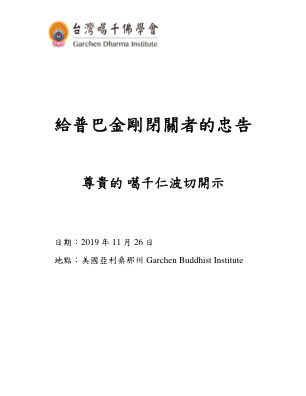 台灣噶千佛學會
Garchen Dharma Institute
給普巴金剛閉關者的忠告
尊貴的 噶千仁波切開示
日期：2019 年 11 月 26 日
地點：美國亞利桑那州 Garchen Buddhist Institute